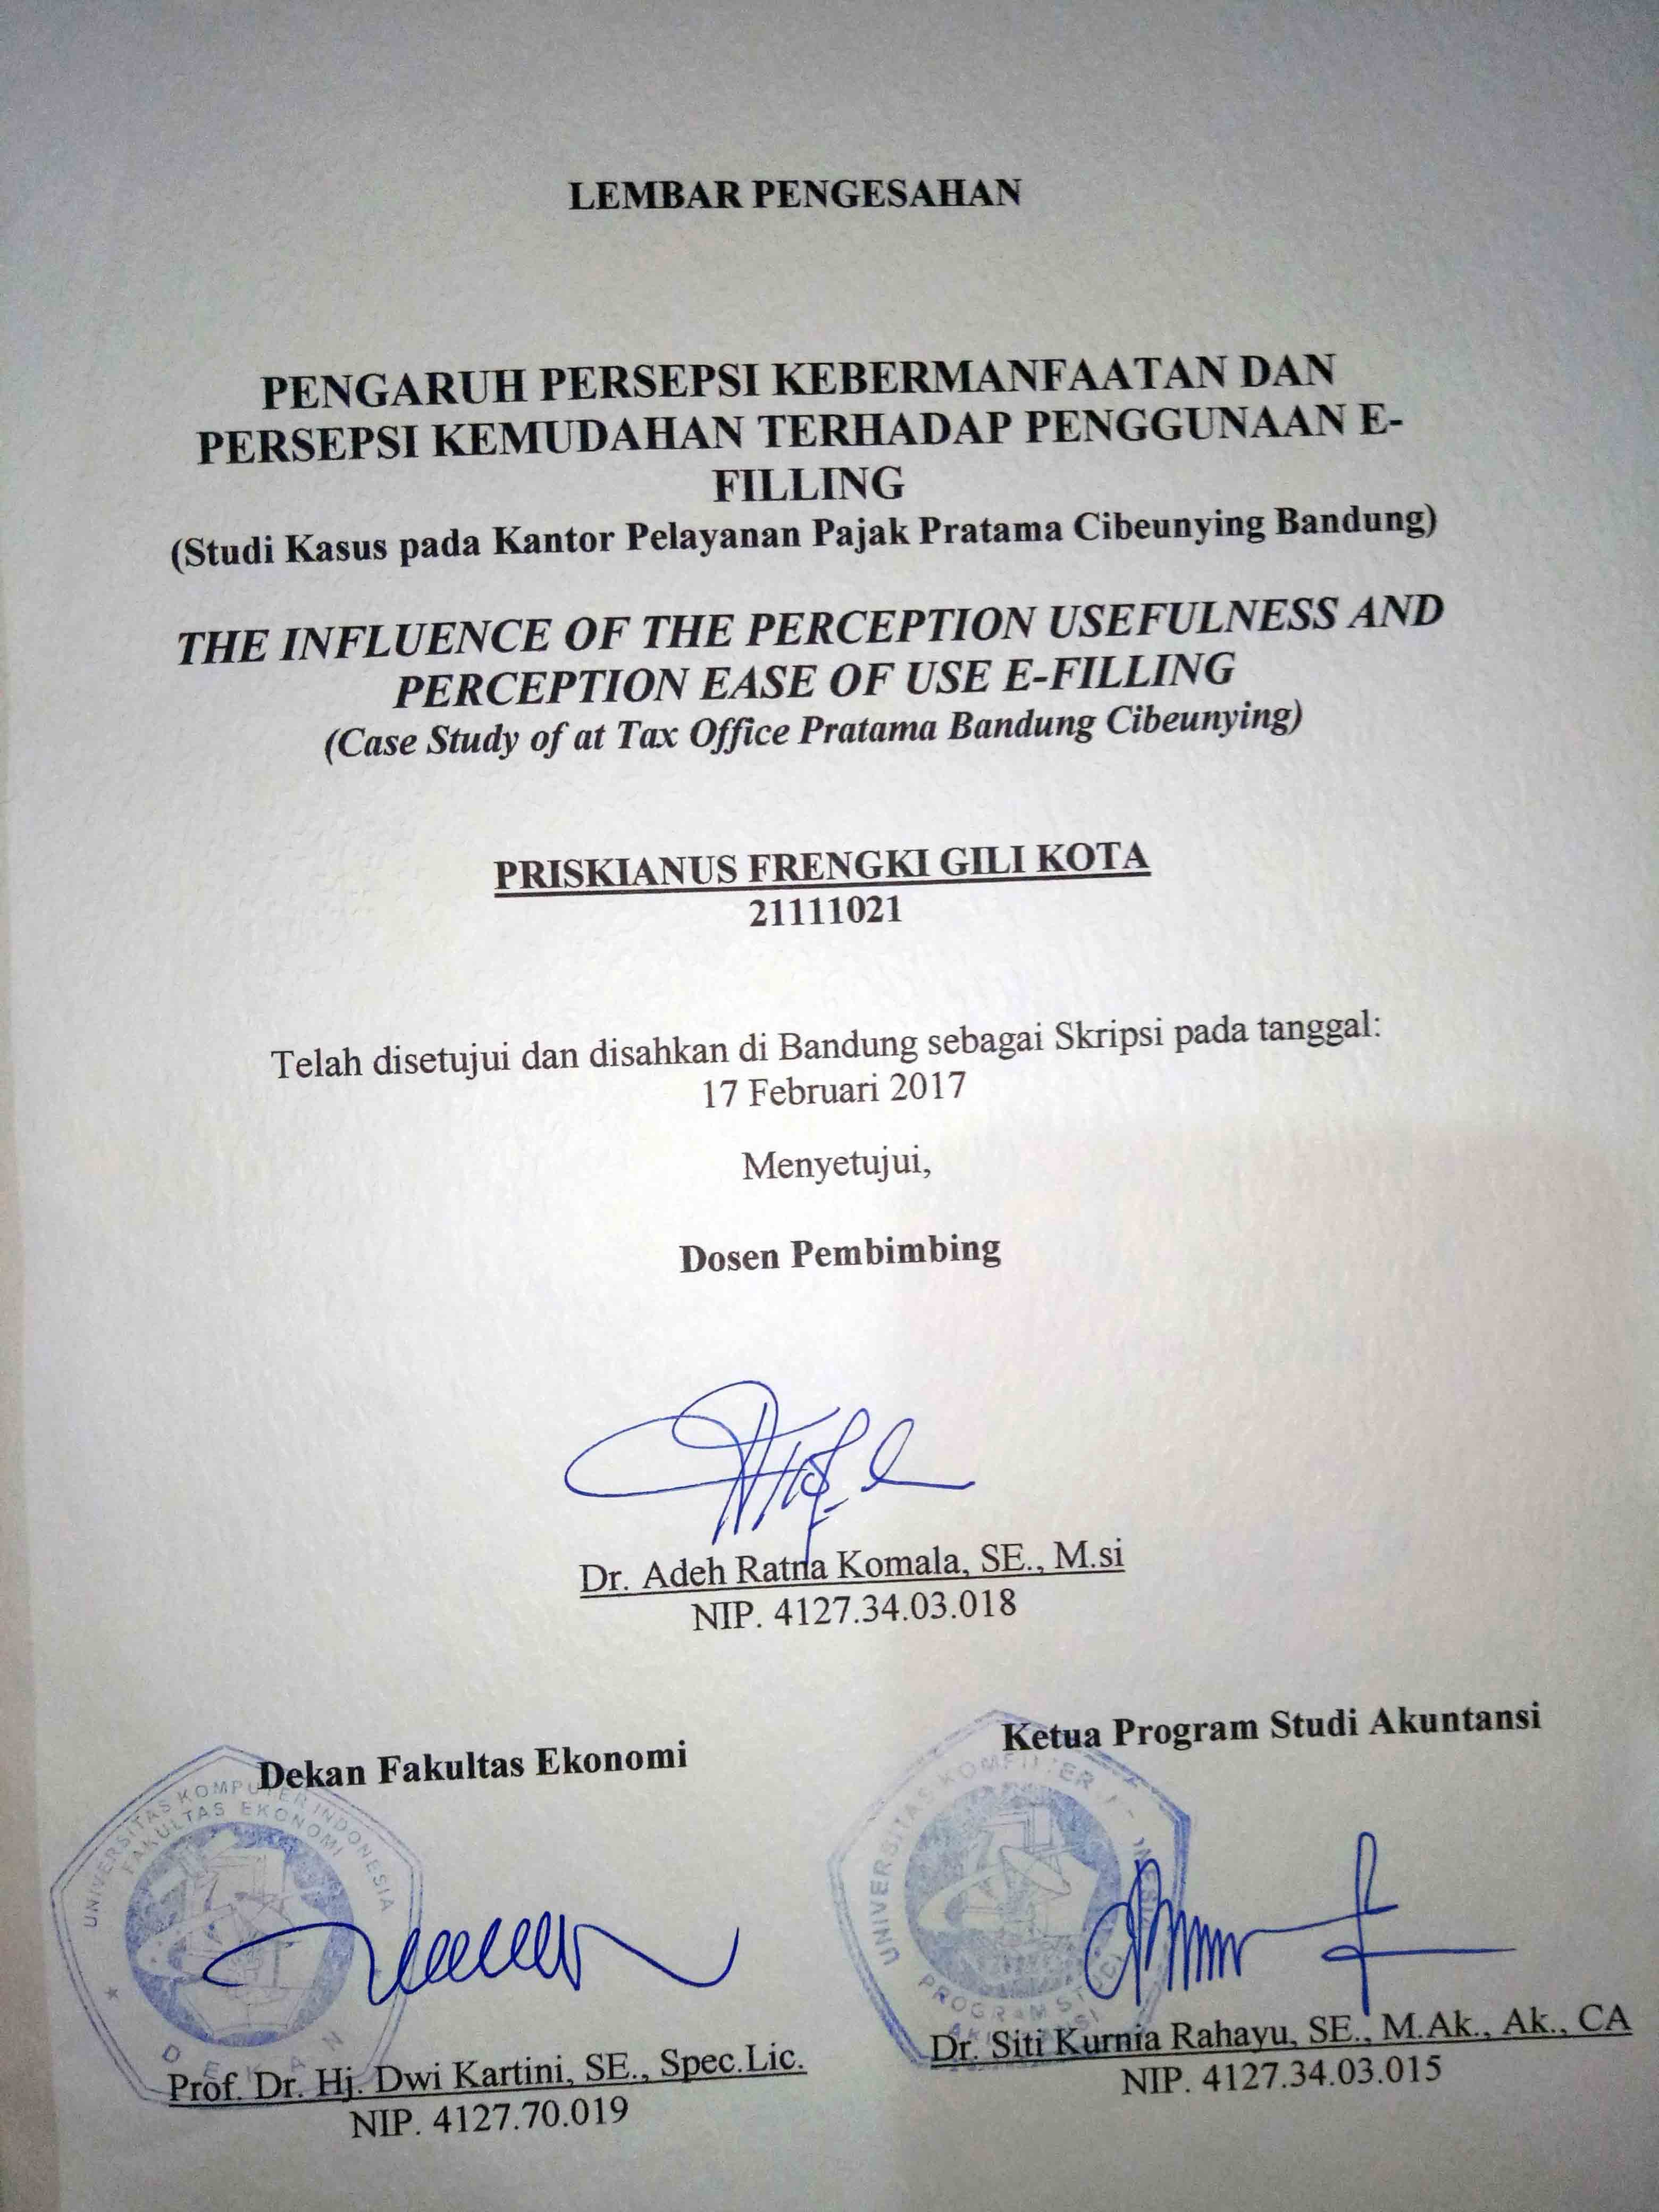 LEMBAR PENGESAHAN
PENGARUH PERSEPSI KEBERMANFAATAN DAN
PERSEPSI KEMUDAHAN TERHADAP PENGGUNAAN E-
FILLING
(Studi Kasus pada Kantor Pelayanan Pajak Pratama Cibeunying Bandung)
THE INFLUENCE OF THE PERCEPTION USEFULNESS AND
PERCEPTION EASE OF USE E-FILLING
(Case Study of at Tax Office Pratama Bandung Cibeunying)
PRISKIANUS FRENGKI GILI KOTA
21111021
Telah disetujui dan disahkan di Bandung sebagai Skripsi pada tanggal:
17 Februari 2017
Menyetujui,
Dosen Pembimbing
Dr. Adeh Ratna Komala, SE., M.si
NIP. 4127.34.03.018
Dekan Fakultas Ekonomi
UNIVERSITAS KOMPUTER INDONESIA
FAKULTAS EKONOMI
DEKAN
Prof. Dr. Hj. Dwi Kartini, SE., Spec.Lic.
NIP. 4127.70.019
Ketua Program Studi Akuntansi
UNIVERSITAS KOMPUTER
PROGRAM
Dr. Siti Kurnia Rahayu, SE., M.Ak., Ak., CA
NIP. 4127.34.03.015